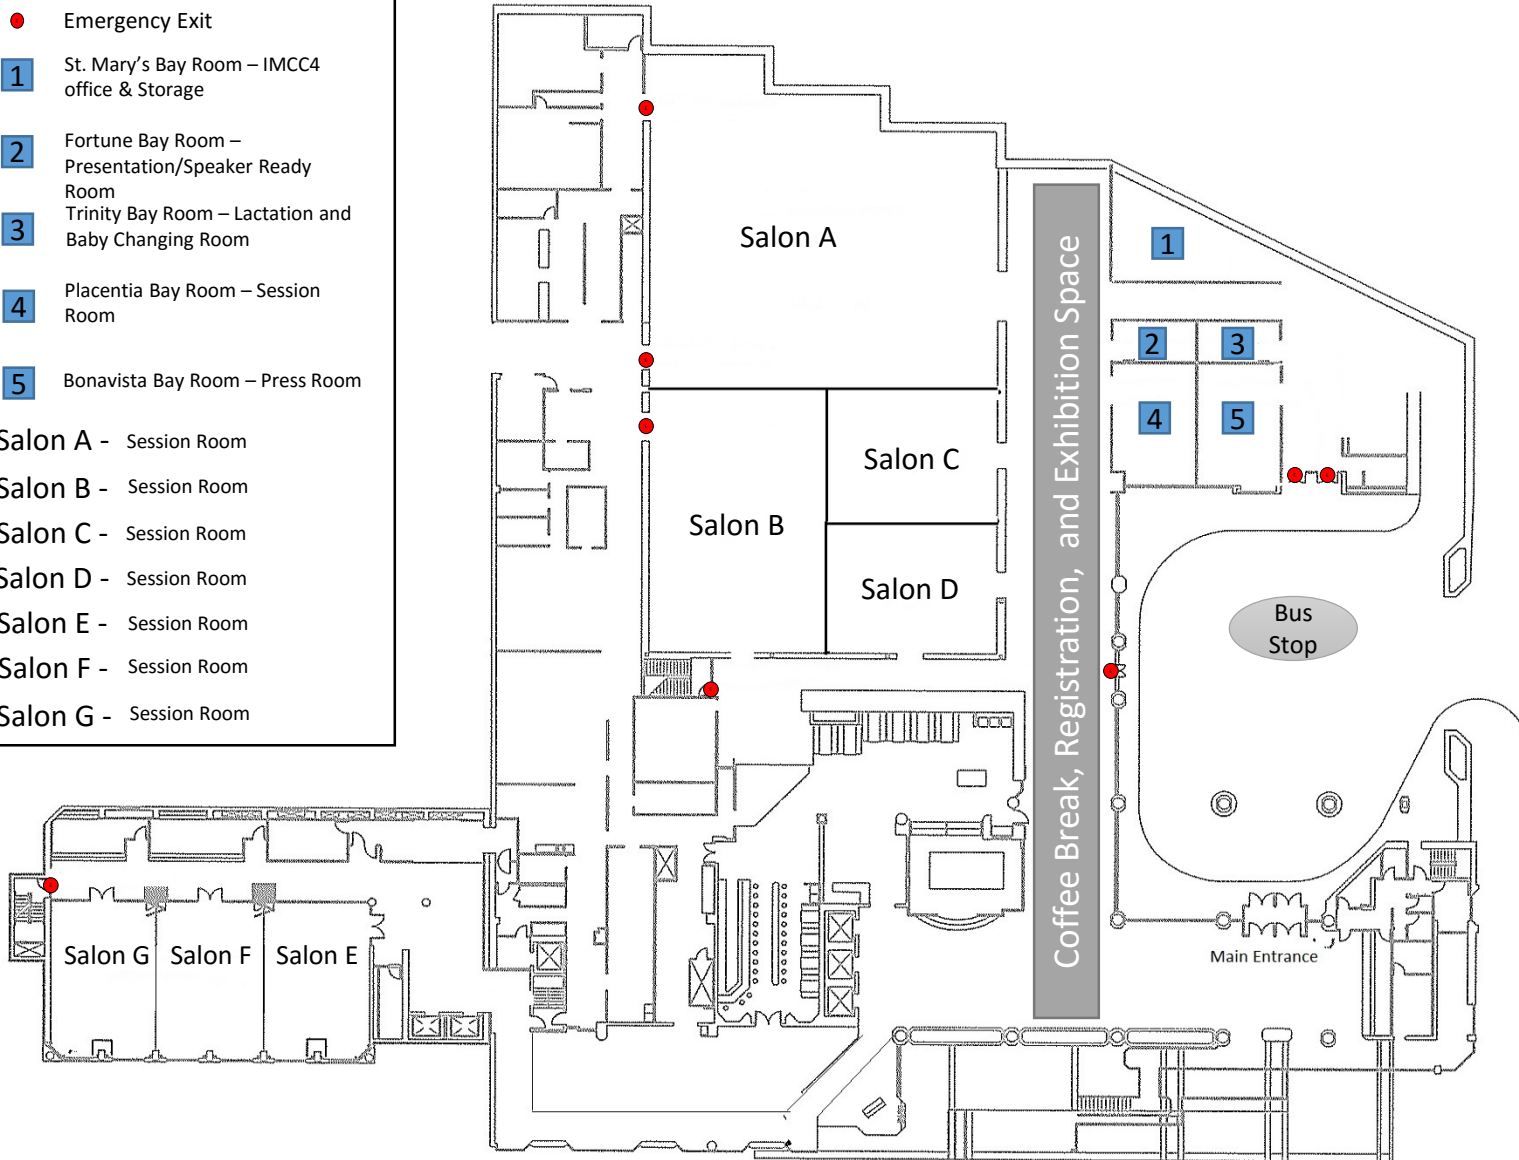 Emergency Exit
1
St. Mary's Bay Room – IMCC4
office & Storage
2
Fortune Bay Room –
Presentation/Speaker Ready
Room
3
Trinity Bay Room – Lactation and
Baby Changing Room
4
Placentia Bay Room – Session
Room
5
Bonavista Bay Room – Press Room
Salon A - Session Room
Salon B - Session Room
Salon C - Session Room
Salon D - Session Room
Salon E - Session Room
Salon F - Session Room
Salon G - Session Room
Salon A
Salon B
Salon C
Salon D
Coffee Break, Registration, and Exhibition Space
1
2
3
4
5
Bus
Stop
Main Entrance
Salon G
Salon F
Salon E